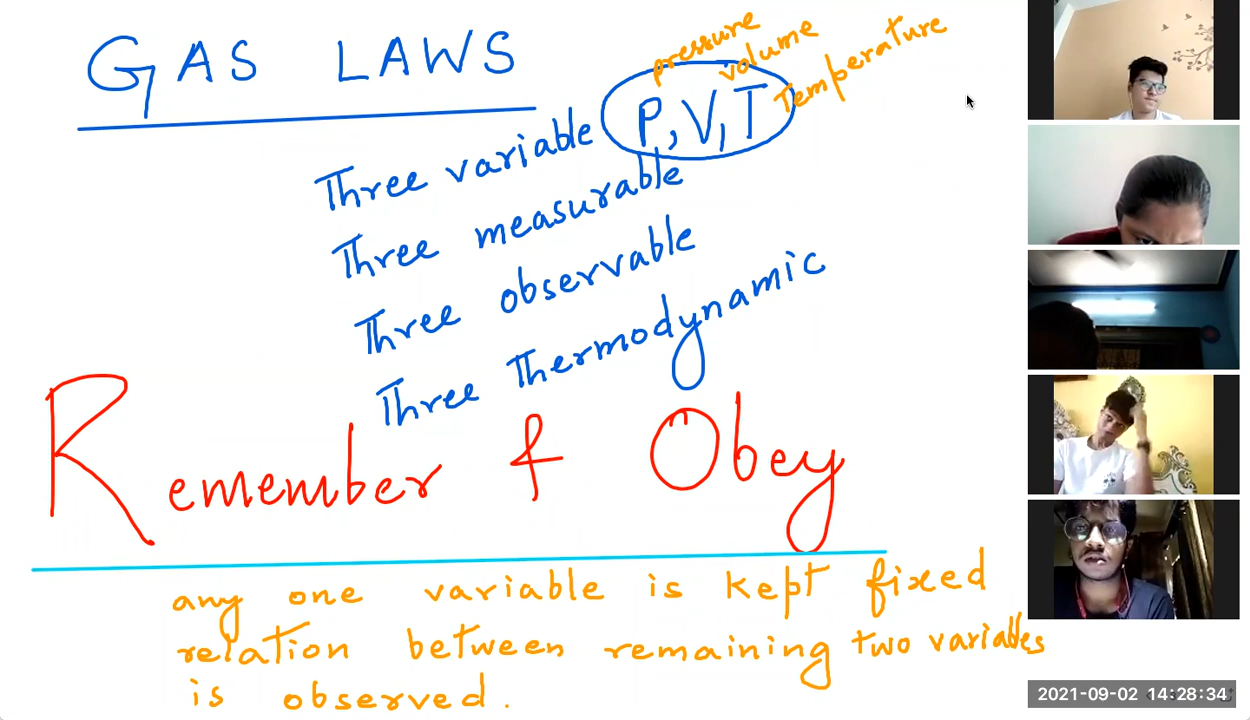 GAS LAWS
pressure
volume
Temperature
Three variable P, V, T
Three measurable
Three observable
Three Thermodynamic
Remember & Obey
any one variable is kept fixed
relation between remaining two variables
is observed.
2021-09-02 14:28:34